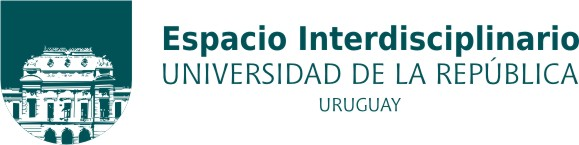 Espacio Interdisciplinario
UNIVERSIDAD DE LA REPÚBLICA
URUGUAY